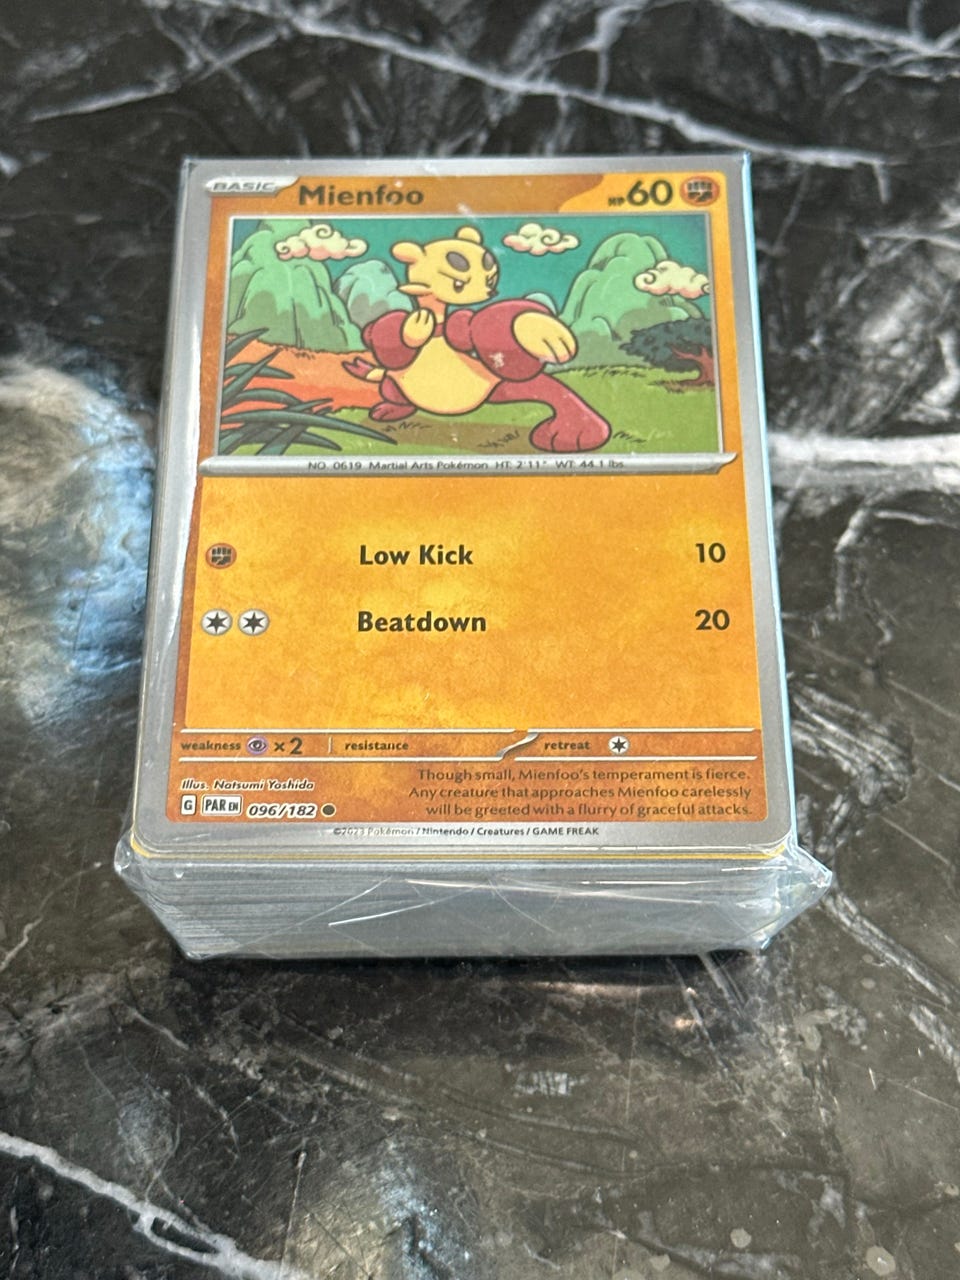 BASIC Mienfoo HP 60
NO. 0619 Martial Arts Pokémon HT: 2'11" WT: 44.1 lbs
Low Kick 10
Beatdown 20
weakness ×2 resistance retreat
Illus. Natsumi Yoshida
G PAR EN 096/182
Though small, Mienfoo's temperament is fierce.
Any creature that approaches Mienfoo carelessly
will be greeted with a flurry of graceful attacks.
©2023 Pokémon / Nintendo / Creatures / GAME FREAK